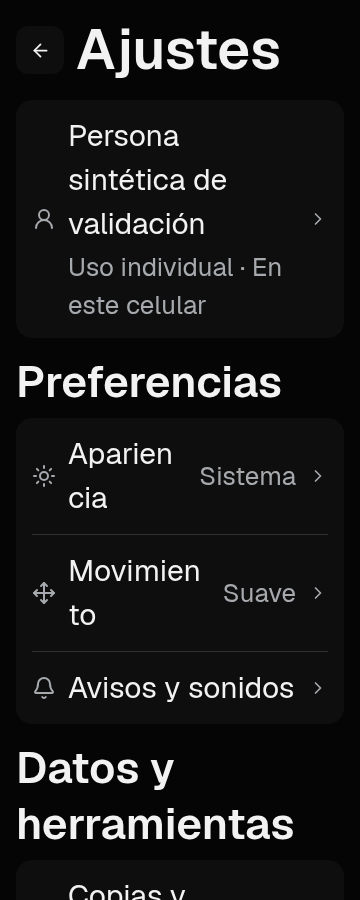 Ajustes
Persona
sintética de
validación
Uso individual · En
este celular
Preferencias
Aparien
cia
Sistema
Movimien
to
Suave
Avisos y sonidos
Datos y
herramientas
Copias y